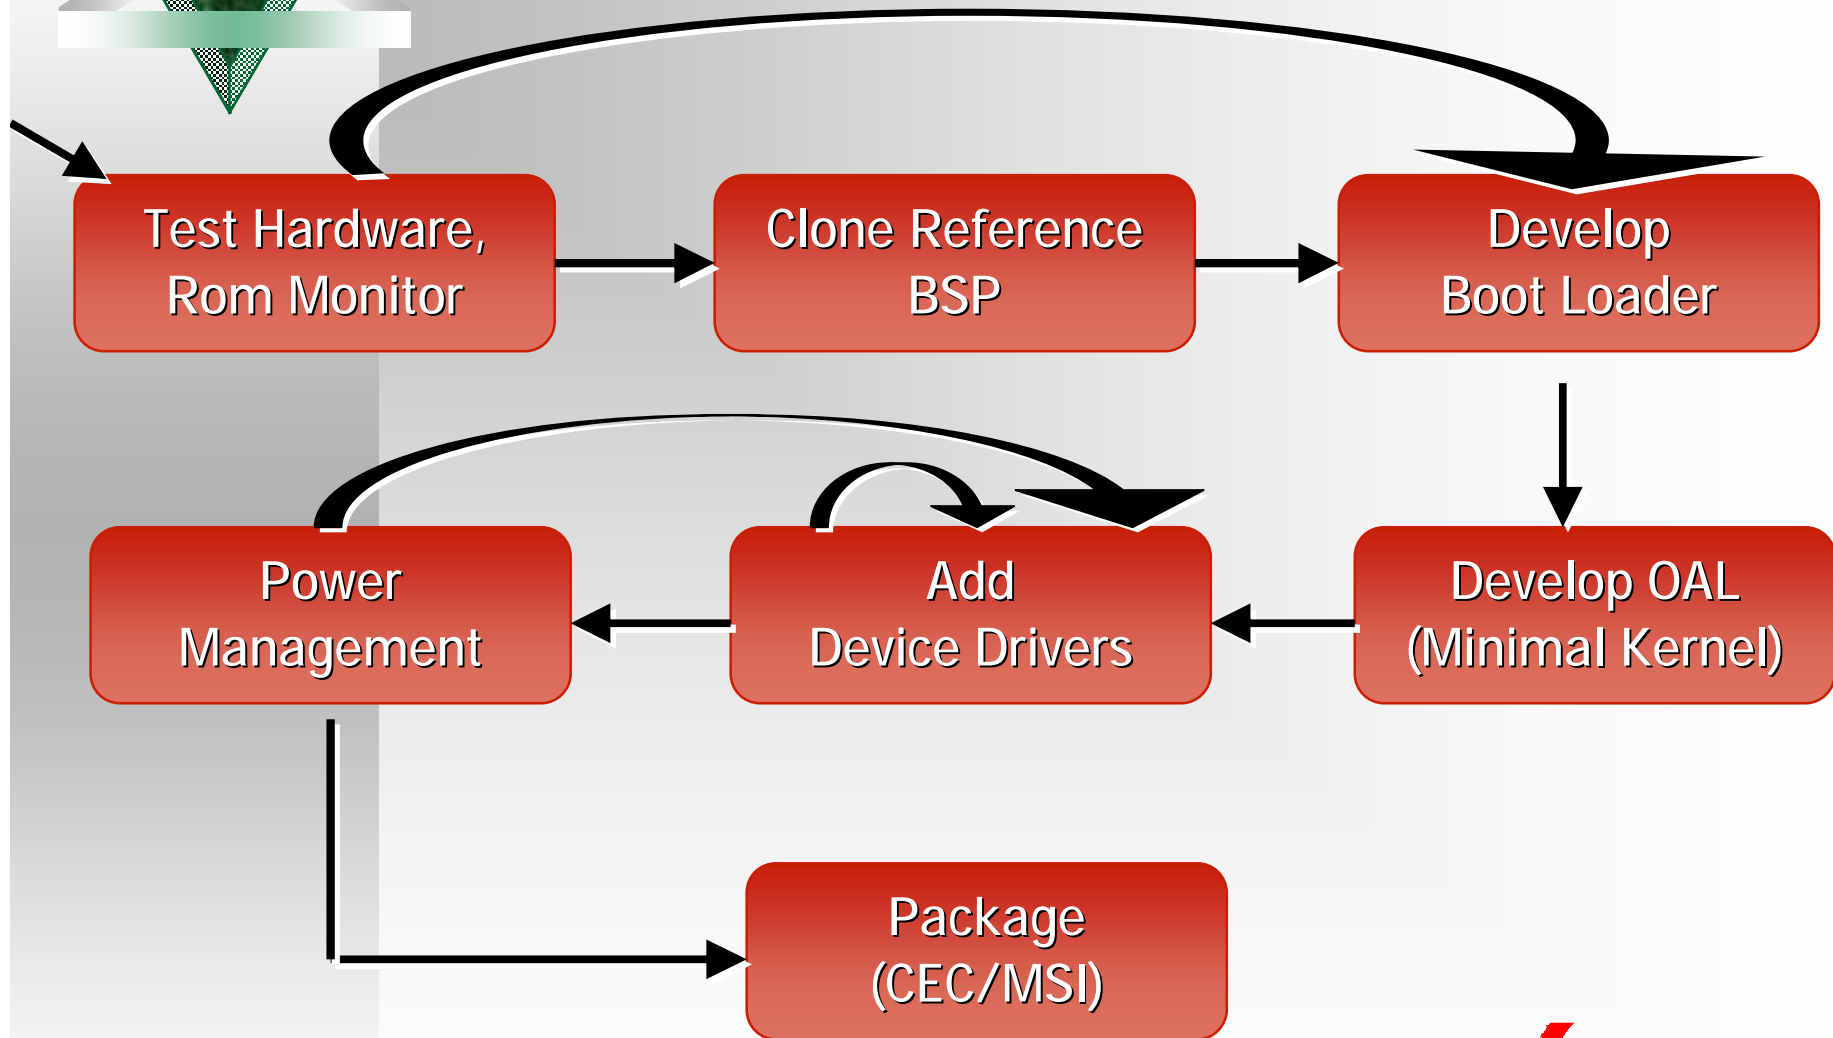 Test Hardware,
Rom Monitor
Clone Reference
BSP
Develop
Boot Loader
Power
Management
Add
Device Drivers
Develop OAL
(Minimal Kernel)
Package
(CEC/MSI)